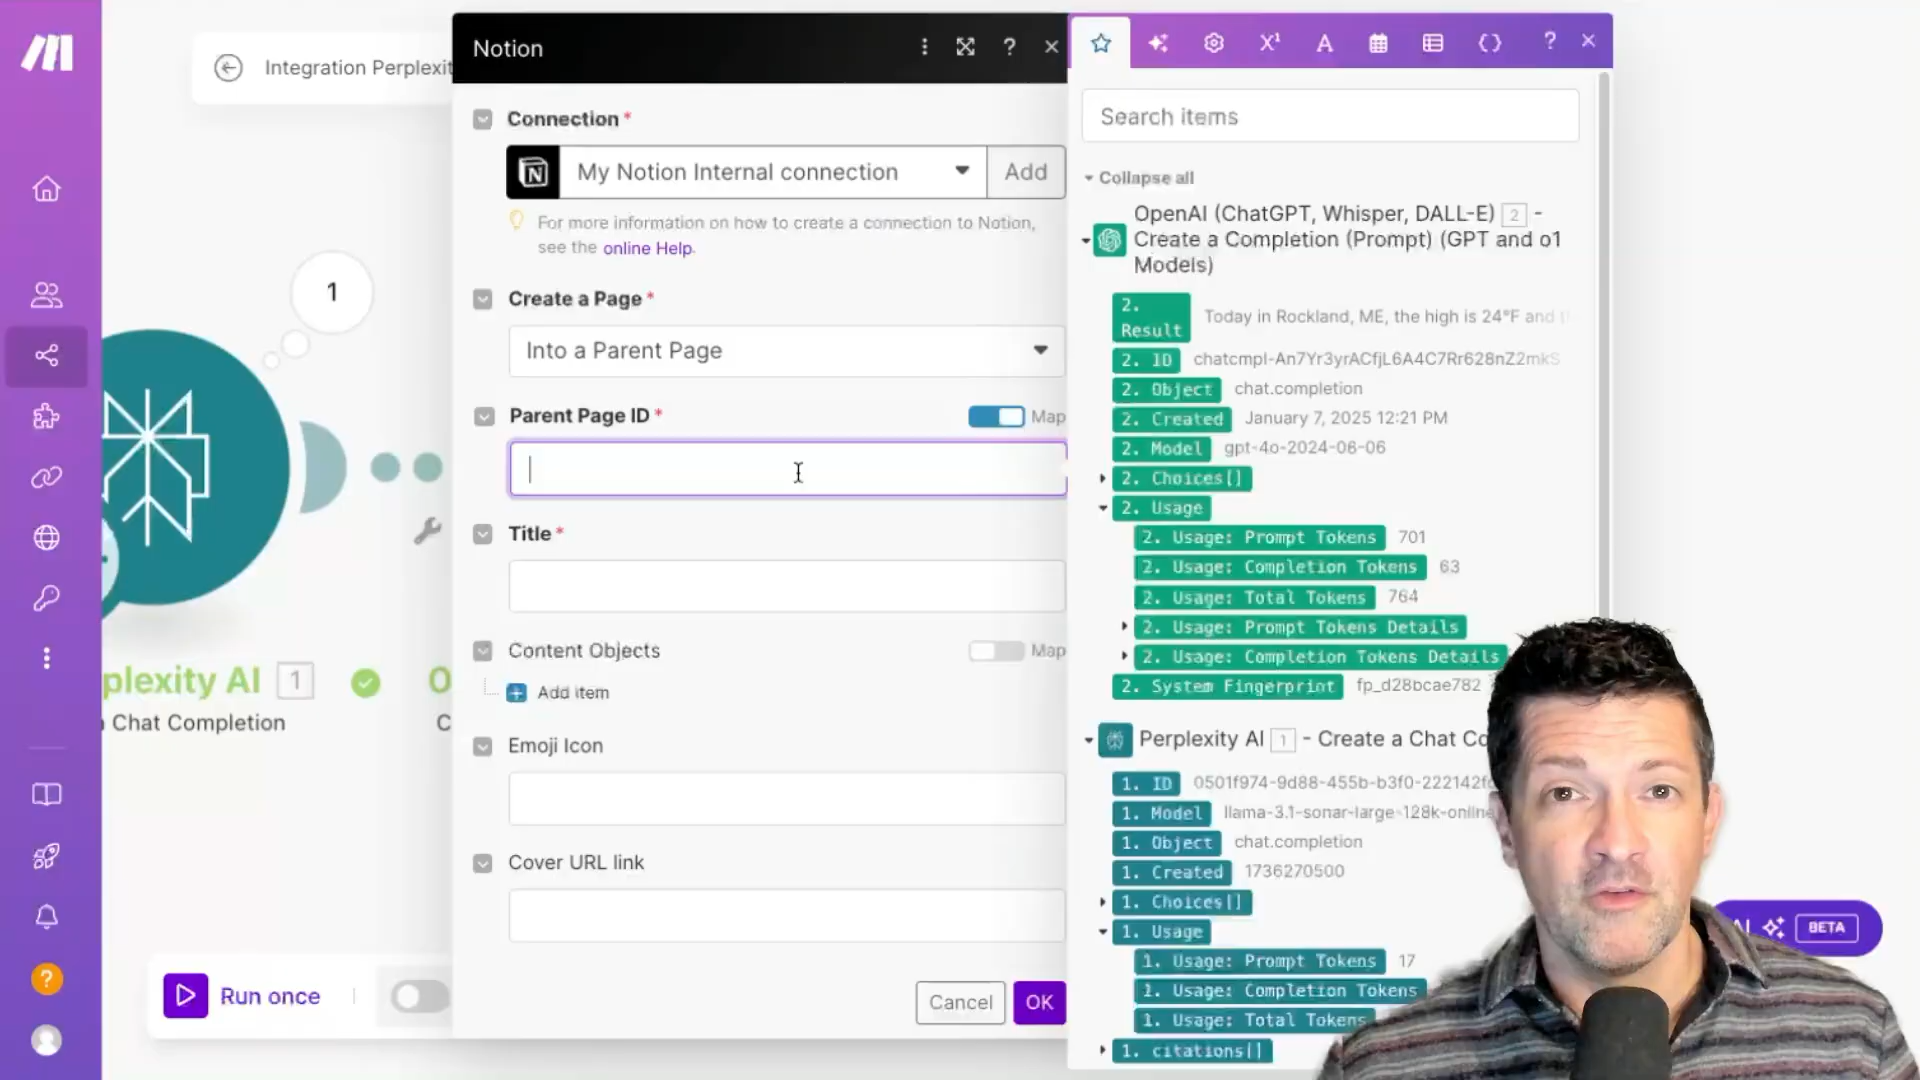 Integration Perplexit
1
plexity AI 1
Chat Completion
Run once
Notion
Connection *
My Notion Internal connection
Add
For more information on how to create a connection to Notion,
see the online Help.
Create a Page *
Into a Parent Page
Parent Page ID *
Map
Title *
Content Objects
Map
Add item
Emoji Icon
Cover URL link
Cancel
OK
Search items
Collapse all
OpenAI (ChatGPT, Whisper, DALL-E) 2 -
Create a Completion (Prompt) (GPT and o1
Models)
2.
Result
Today in Rockland, ME, the high is 24°F and
2. ID chatcmpl-An7Yr3yrACfjL6A4C7Rr628nZ2mkS
2. Object chat.completion
2. Created January 7, 2025 12:21 PM
2. Model gpt-4o-2024-08-06
2. Choices[]
2. Usage
2. Usage: Prompt Tokens 701
2. Usage: Completion Tokens 63
2. Usage: Total Tokens 764
2. Usage: Prompt Tokens Details
2. Usage: Completion Tokens Details
2. System Fingerprint fp_d28bcae782
Perplexity AI 1 - Create a Chat Co
1. ID 0501f974-9d88-455b-b3f0-222142f
1. Model llama-3.1-sonar-large-128k-online
1. Object chat.completion
1. Created 1736270500
1. Choices[]
1. Usage
1. Usage: Prompt Tokens 17
1. Usage: Completion Tokens
1. Usage: Total Tokens
1. citations[]
AI
BETA